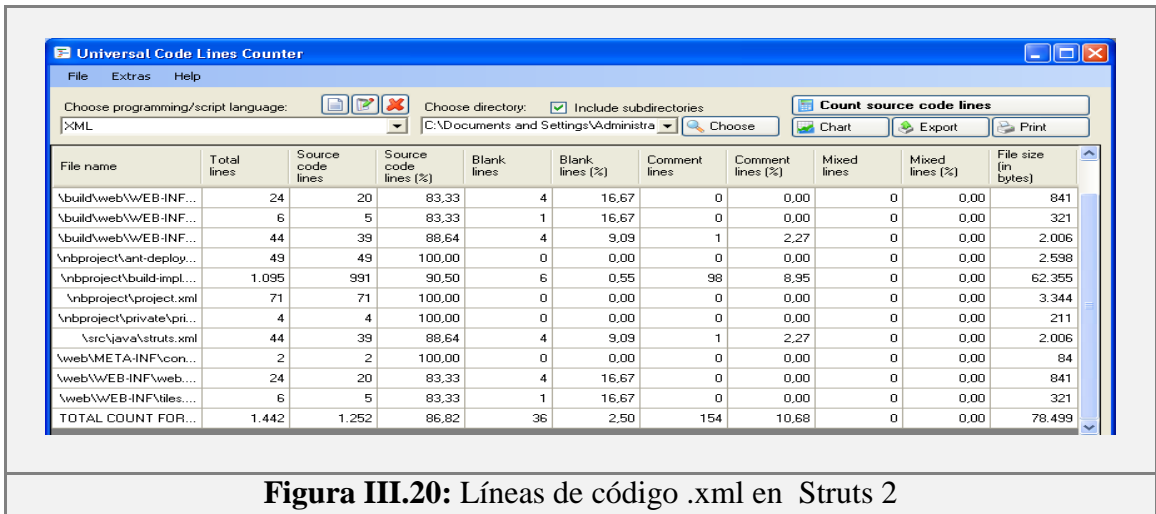 Universal Code Lines Counter
File Extras Help
Choose programming/script language:
Choose directory:
Include subdirectories
Count source code lines
XML
C:\Documents and Settings\Administra
Choose
Chart
Export
Print
File name Total lines Source code lines Source code lines (%) Blank lines Blank lines (%) Comment lines Comment lines (%) Mixed lines Mixed lines (%) File size (in bytes)
\build\web\WEB-INF... 24 20 83,33 4 16,67 0 0,00 0 0,00 841
\build\web\WEB-INF... 6 5 83,33 1 16,67 0 0,00 0 0,00 321
\build\web\WEB-INF... 44 39 88,64 4 9,09 1 2,27 0 0,00 2.006
\nbproject\ant-deploy... 49 49 100,00 0 0,00 0 0,00 0 0,00 2.598
\nbproject\build-impl.... 1.095 991 90,50 6 0,55 98 8,95 0 0,00 62.355
\nbproject\project.xml 71 71 100,00 0 0,00 0 0,00 0 0,00 3.344
\nbproject\private\pri... 4 4 100,00 0 0,00 0 0,00 0 0,00 211
\src\java\struts.xml 44 39 88,64 4 9,09 1 2,27 0 0,00 2.006
\web\META-INF\con... 2 2 100,00 0 0,00 0 0,00 0 0,00 84
\web\WEB-INF\web.... 24 20 83,33 4 16,67 0 0,00 0 0,00 841
\web\WEB-INF\tiles.... 6 5 83,33 1 16,67 0 0,00 0 0,00 321
TOTAL COUNT FOR... 1.442 1.252 86,82 36 2,50 154 10,68 0 0,00 78.499
Figura III.20: Líneas de código .xml en Struts 2